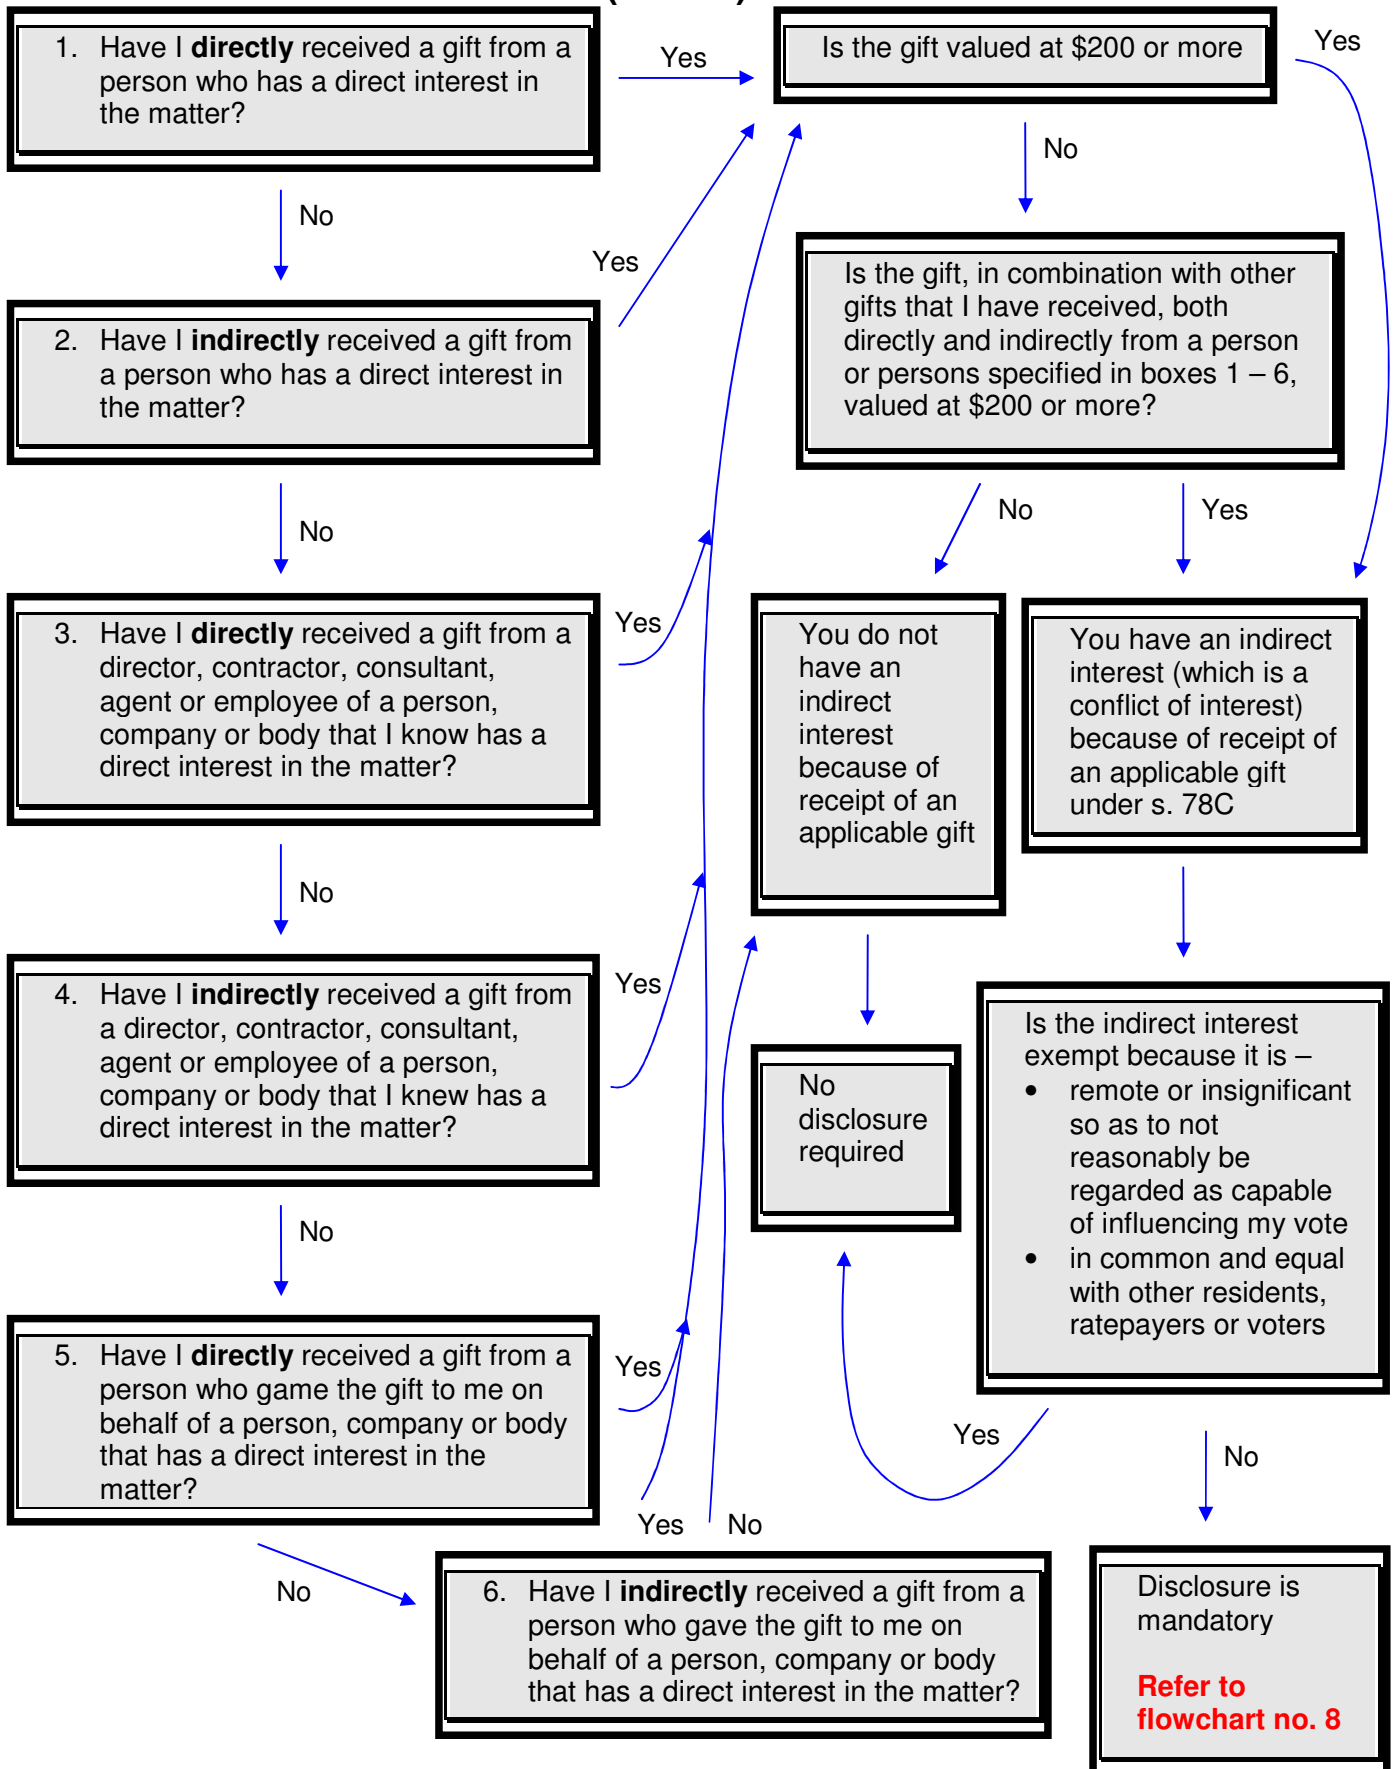 1. Have I directly received a gift from a
person who has a direct interest in
the matter?
Yes
Is the gift valued at $200 or more
Yes
No
No
Yes
2. Have I indirectly received a gift from
a person who has a direct interest in
the matter?
Is the gift, in combination with other
gifts that I have received, both
directly and indirectly from a person
or persons specified in boxes 1 – 6,
valued at $200 or more?
No
No
Yes
3. Have I directly received a gift from a
director, contractor, consultant,
agent or employee of a person,
company or body that I know has a
direct interest in the matter?
Yes
You do not
have an
indirect
interest
because of
receipt of an
applicable gift
You have an indirect
interest (which is a
conflict of interest)
because of receipt of
an applicable gift
under s. 78C
No
4. Have I indirectly received a gift from
a director, contractor, consultant,
agent or employee of a person,
company or body that I knew has a
direct interest in the matter?
Yes
No
disclosure
required
Is the indirect interest
exempt because it is –
• remote or insignificant
so as to not
reasonably be
regarded as capable
of influencing my vote
• in common and equal
with other residents,
ratepayers or voters
No
5. Have I directly received a gift from a
person who game the gift to me on
behalf of a person, company or body
that has a direct interest in the
matter?
Yes
Yes
No
Yes
No
No
6. Have I indirectly received a gift from a
person who gave the gift to me on
behalf of a person, company or body
that has a direct interest in the matter?
Disclosure is
mandatory
Refer to
flowchart no. 8